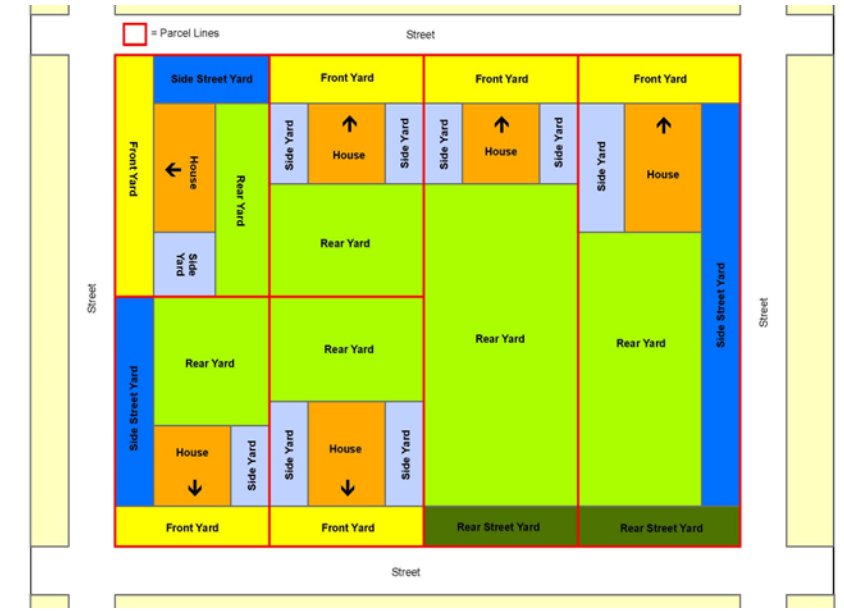 = Parcel Lines
Street
Side Street Yard
Front Yard
Front Yard
Front Yard
Front Yard
House
Rear Yard
Side
Yard
Side Yard
House
Side Yard
Rear Yard
Side Yard
House
Side Yard
Rear Yard
Side Yard
House
Side Street Yard
Rear Yard
Street
Street
Side Street Yard
Rear Yard
House
Side Yard
Front Yard
Rear Yard
Side Yard
House
Side Yard
Front Yard
Rear Street Yard
Rear Street Yard
Street